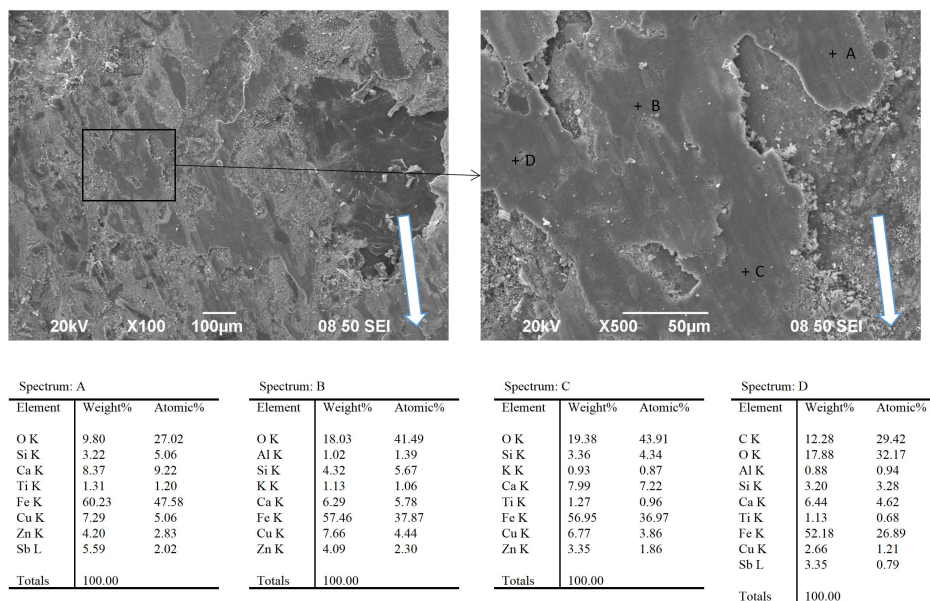 20kV X100 100µm 08 50 SEI
+ A
+ B
+ D
+ C
20kV X500 50µm 08 50 SEI
Spectrum: A
Element Weight% Atomic%
O K 9.80 27.02
Si K 3.22 5.06
Ca K 8.37 9.22
Ti K 1.31 1.20
Fe K 60.23 47.58
Cu K 7.29 5.06
Zn K 4.20 2.83
Sb L 5.59 2.02
Totals 100.00
Spectrum: B
Element Weight% Atomic%
O K 18.03 41.49
Al K 1.02 1.39
Si K 4.32 5.67
K K 1.13 1.06
Ca K 6.29 5.78
Fe K 57.46 37.87
Cu K 7.66 4.44
Zn K 4.09 2.30
Totals 100.00
Spectrum: C
Element Weight% Atomic%
O K 19.38 43.91
Si K 3.36 4.34
K K 0.93 0.87
Ca K 7.99 7.22
Ti K 1.27 0.96
Fe K 56.95 36.97
Cu K 6.77 3.86
Zn K 3.35 1.86
Totals 100.00
Spectrum: D
Element Weight% Atomic%
C K 12.28 29.42
O K 17.88 32.17
Al K 0.88 0.94
Si K 3.20 3.28
Ca K 6.44 4.62
Ti K 1.13 0.68
Fe K 52.18 26.89
Cu K 2.66 1.21
Sb L 3.35 0.79
Totals 100.00